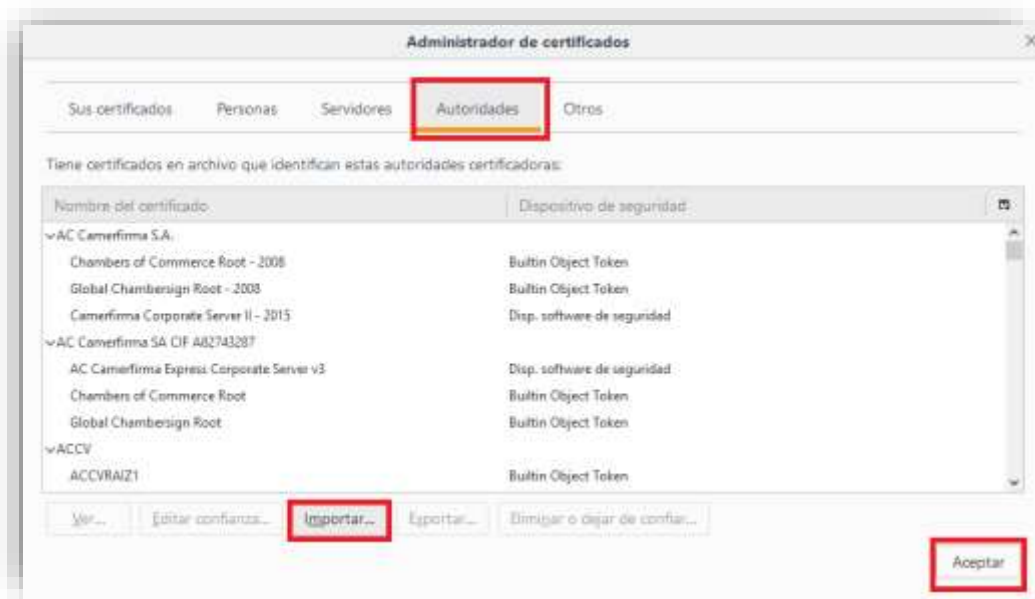 Administrador de certificados
Sus certificados Personas Servidores Autoridades Otros
Tiene certificados en archivo que identifican estas autoridades certificadoras:
Nombre del certificado Dispositivo de seguridad
AC Camerfirma S.A.
Chambers of Commerce Root - 2008 Builtin Object Token
Global Chambersign Root - 2008 Builtin Object Token
Camerfirma Corporate Server II - 2015 Disp. software de seguridad
AC Camerfirma SA CIF A82743287
AC Camerfirma Express Corporate Server v3 Disp. software de seguridad
Chambers of Commerce Root Builtin Object Token
Global Chambersign Root Builtin Object Token
ACCV
ACCVRAIZ1 Builtin Object Token
Ver... Editar confianza... Importar... Exportar... Eliminar o dejar de confiar...
Aceptar